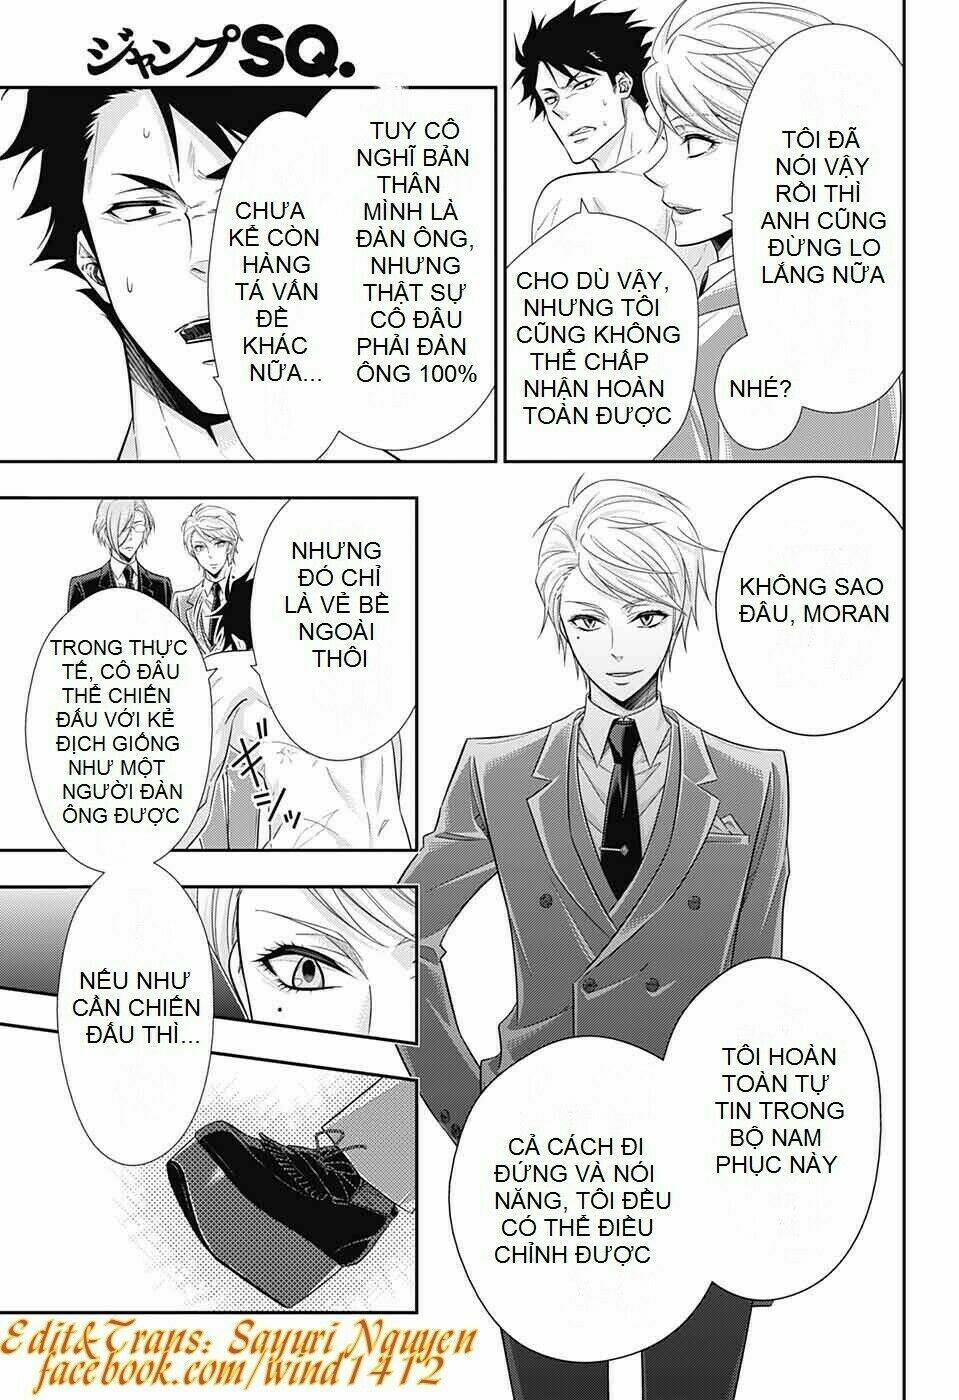 ジャンプSQ.
TÔI ĐÃ
NÓI VẬY
RỒI THÌ
ANH CŨNG
ĐỪNG LO
LẮNG NỮA
NHÉ?
CHO DÙ VẬY,
NHƯNG TÔI
CŨNG KHÔNG
THỂ CHẤP
NHẬN HOÀN
TOÀN ĐƯỢC
TUY CÔ
NGHĨ BẢN
THÂN
MÌNH LÀ
ĐÀN ÔNG,
NHƯNG
THẬT SỰ
CÔ ĐÂU
PHẢI ĐÀN
ÔNG 100%
CHƯA
KỂ CÒN
HÀNG
TÁ VẤN
ĐỀ
KHÁC
NỮA...
KHÔNG SAO
ĐÂU, MORAN
TÔI HOÀN
TOÀN TỰ
TIN TRONG
BỘ NAM
PHỤC NÀY
CẢ CÁCH ĐI
ĐỨNG VÀ NÓI
NĂNG, TÔI ĐỀU
CÓ THỂ ĐIỀU
CHỈNH ĐƯỢC
NHƯNG
ĐÓ CHỈ
LÀ VẺ BỀ
NGOÀI
THÔI
TRONG THỰC
TẾ, CÔ ĐÂU
THỂ CHIẾN
ĐẤU VỚI KẺ
ĐỊCH GIỐNG
NHƯ MỘT
NGƯỜI ĐÀN
ÔNG ĐƯỢC
NẾU NHƯ
CẦN CHIẾN
ĐẤU THÌ...
Edit&Trans: Sayuri Nguyen
facebook.com/wind1412